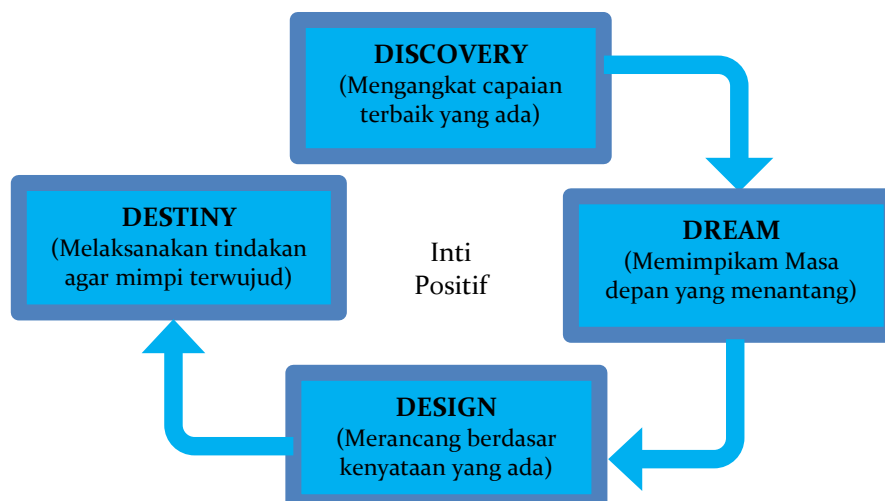 DISCOVERY
(Mengangkat capaian
terbaik yang ada)
DREAM
(Memimpikam Masa
depan yang menantang)
DESIGN
(Merancang berdasar
kenyataan yang ada)
DESTINY
(Melaksanakan tindakan
agar mimpi terwujud)
Inti
Positif